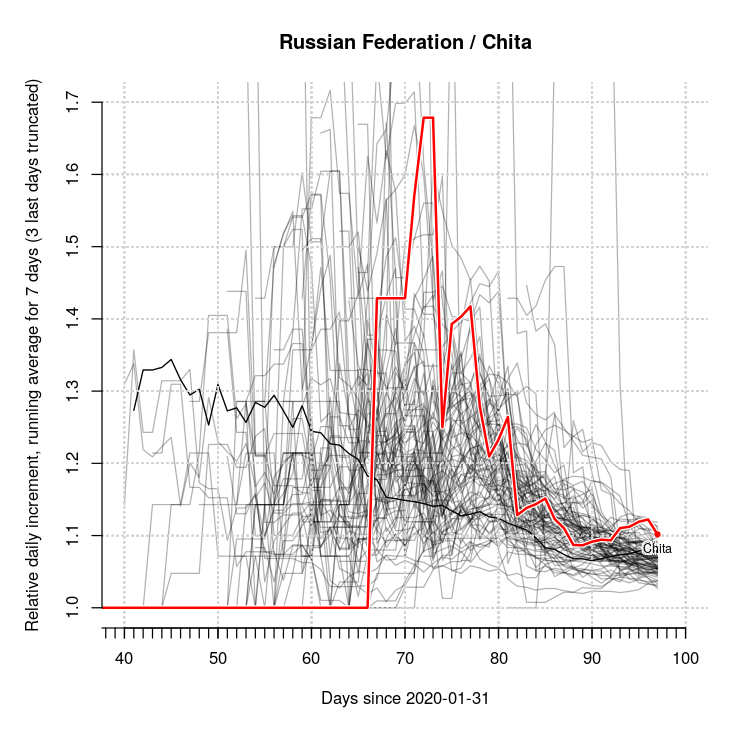 Russian Federation / Chita
Relative daily increment, running average for 7 days (3 last days truncated)
1.7
1.6
1.5
1.4
1.3
1.2
1.1
1.0
Chita
40 50 60 70 80 90 100
Days since 2020-01-31